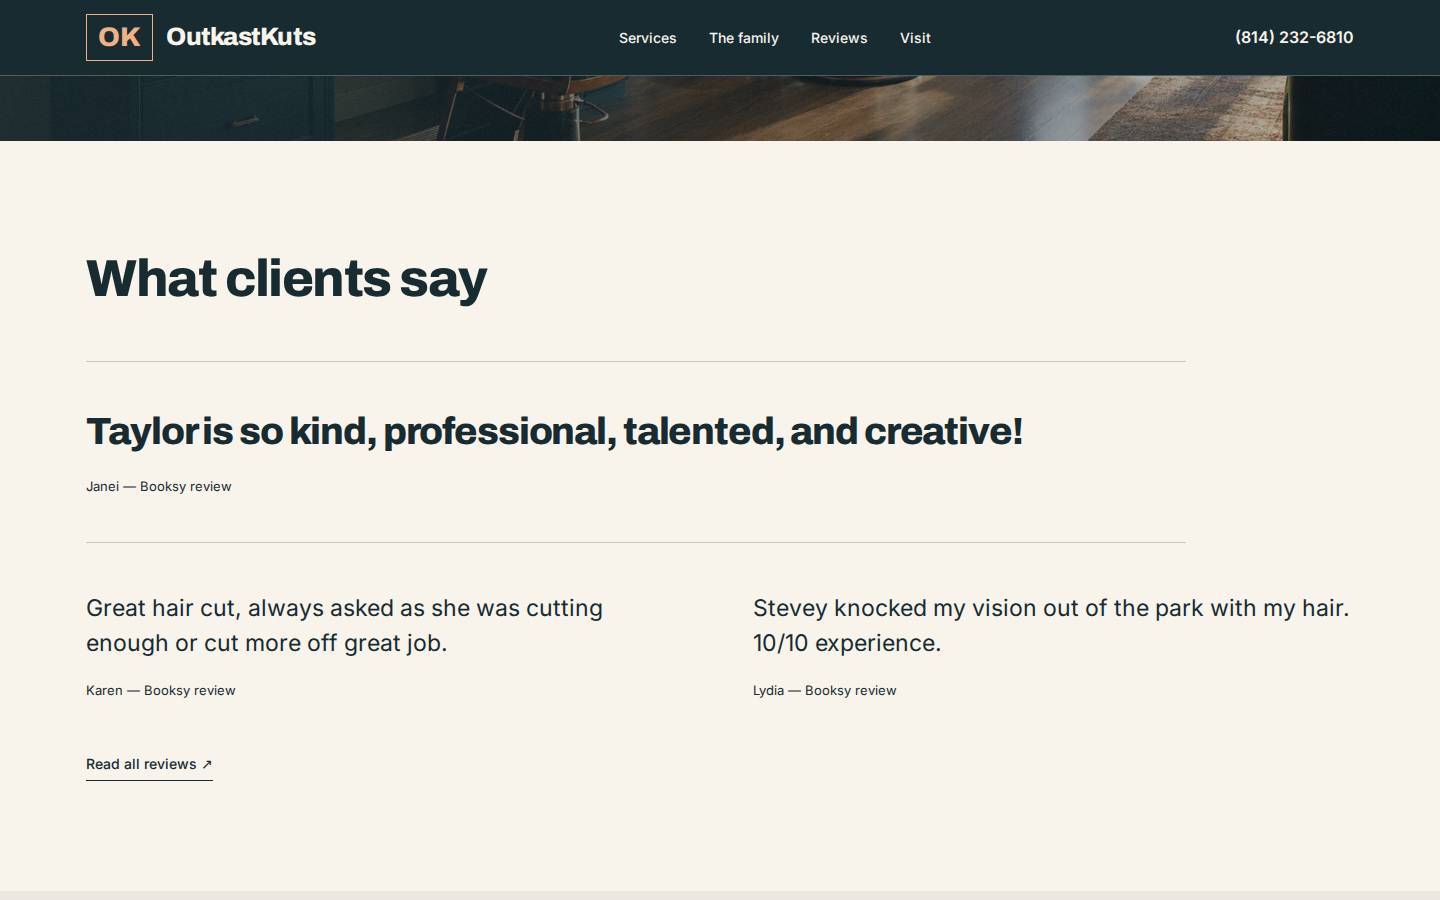 OK OutkastKuts Services The family Reviews Visit (814) 232-6810
What clients say
Taylor is so kind, professional, talented, and creative!
Janei — Booksy review
Great hair cut, always asked as she was cutting
enough or cut more off great job.
Karen — Booksy review
Stevey knocked my vision out of the park with my hair.
10/10 experience.
Lydia — Booksy review
Read all reviews ↗